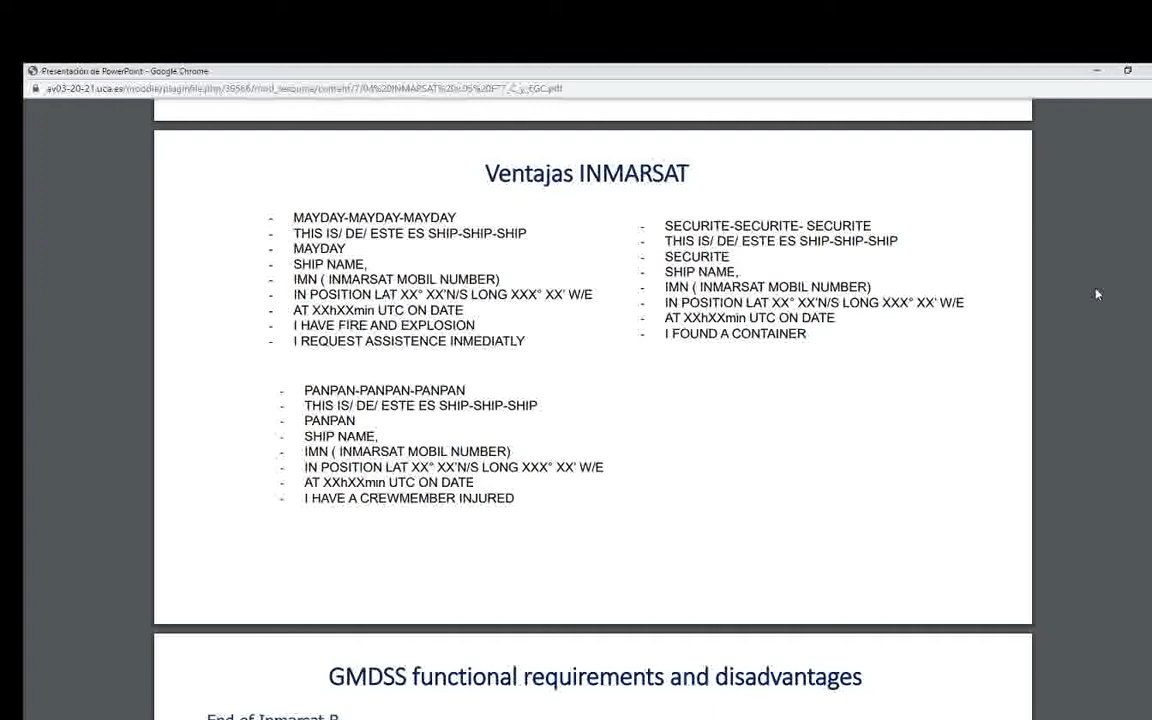 Presentación de PowerPoint - Google Chrome
Ventajas INMARSAT
- MAYDAY-MAYDAY-MAYDAY
- THIS IS/ DE/ ESTE ES SHIP-SHIP-SHIP
- MAYDAY
- SHIP NAME,
- IMN ( INMARSAT MOBIL NUMBER)
- IN POSITION LAT XX° XX'N/S LONG XXX° XX' W/E
- AT XXhXXmin UTC ON DATE
- I HAVE FIRE AND EXPLOSION
- I REQUEST ASSISTENCE INMEDIATLY
- SECURITE-SECURITE- SECURITE
- THIS IS/ DE/ ESTE ES SHIP-SHIP-SHIP
- SECURITE
- SHIP NAME,
- IMN ( INMARSAT MOBIL NUMBER)
- IN POSITION LAT XX° XX'N/S LONG XXX° XX' W/E
- AT XXhXXmin UTC ON DATE
- I FOUND A CONTAINER
- PANPAN-PANPAN-PANPAN
- THIS IS/ DE/ ESTE ES SHIP-SHIP-SHIP
- PANPAN
- SHIP NAME,
- IMN ( INMARSAT MOBIL NUMBER)
- IN POSITION LAT XX° XX'N/S LONG XXX° XX' W/E
- AT XXhXXmin UTC ON DATE
- I HAVE A CREWMEMBER INJURED
GMDSS functional requirements and disadvantages
End of Inmarsat B